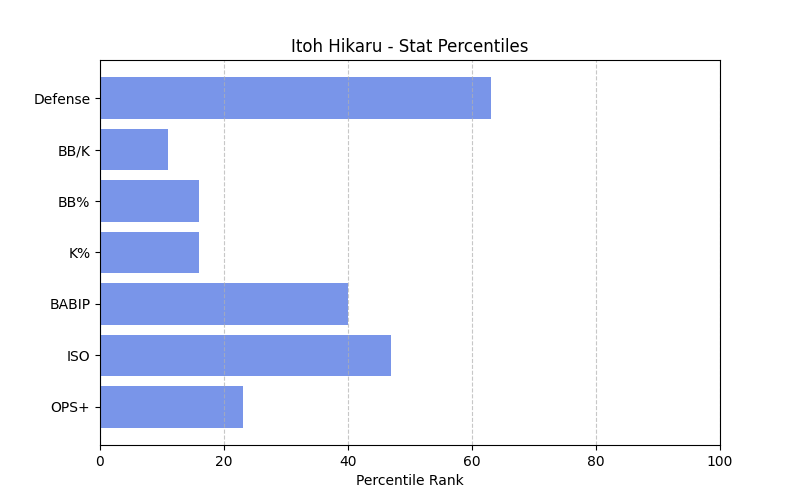 Itoh Hikaru - Stat Percentiles
Defense
BB/K
BB%
K%
BABIP
ISO
OPS+
0 20 40 60 80 100
Percentile Rank